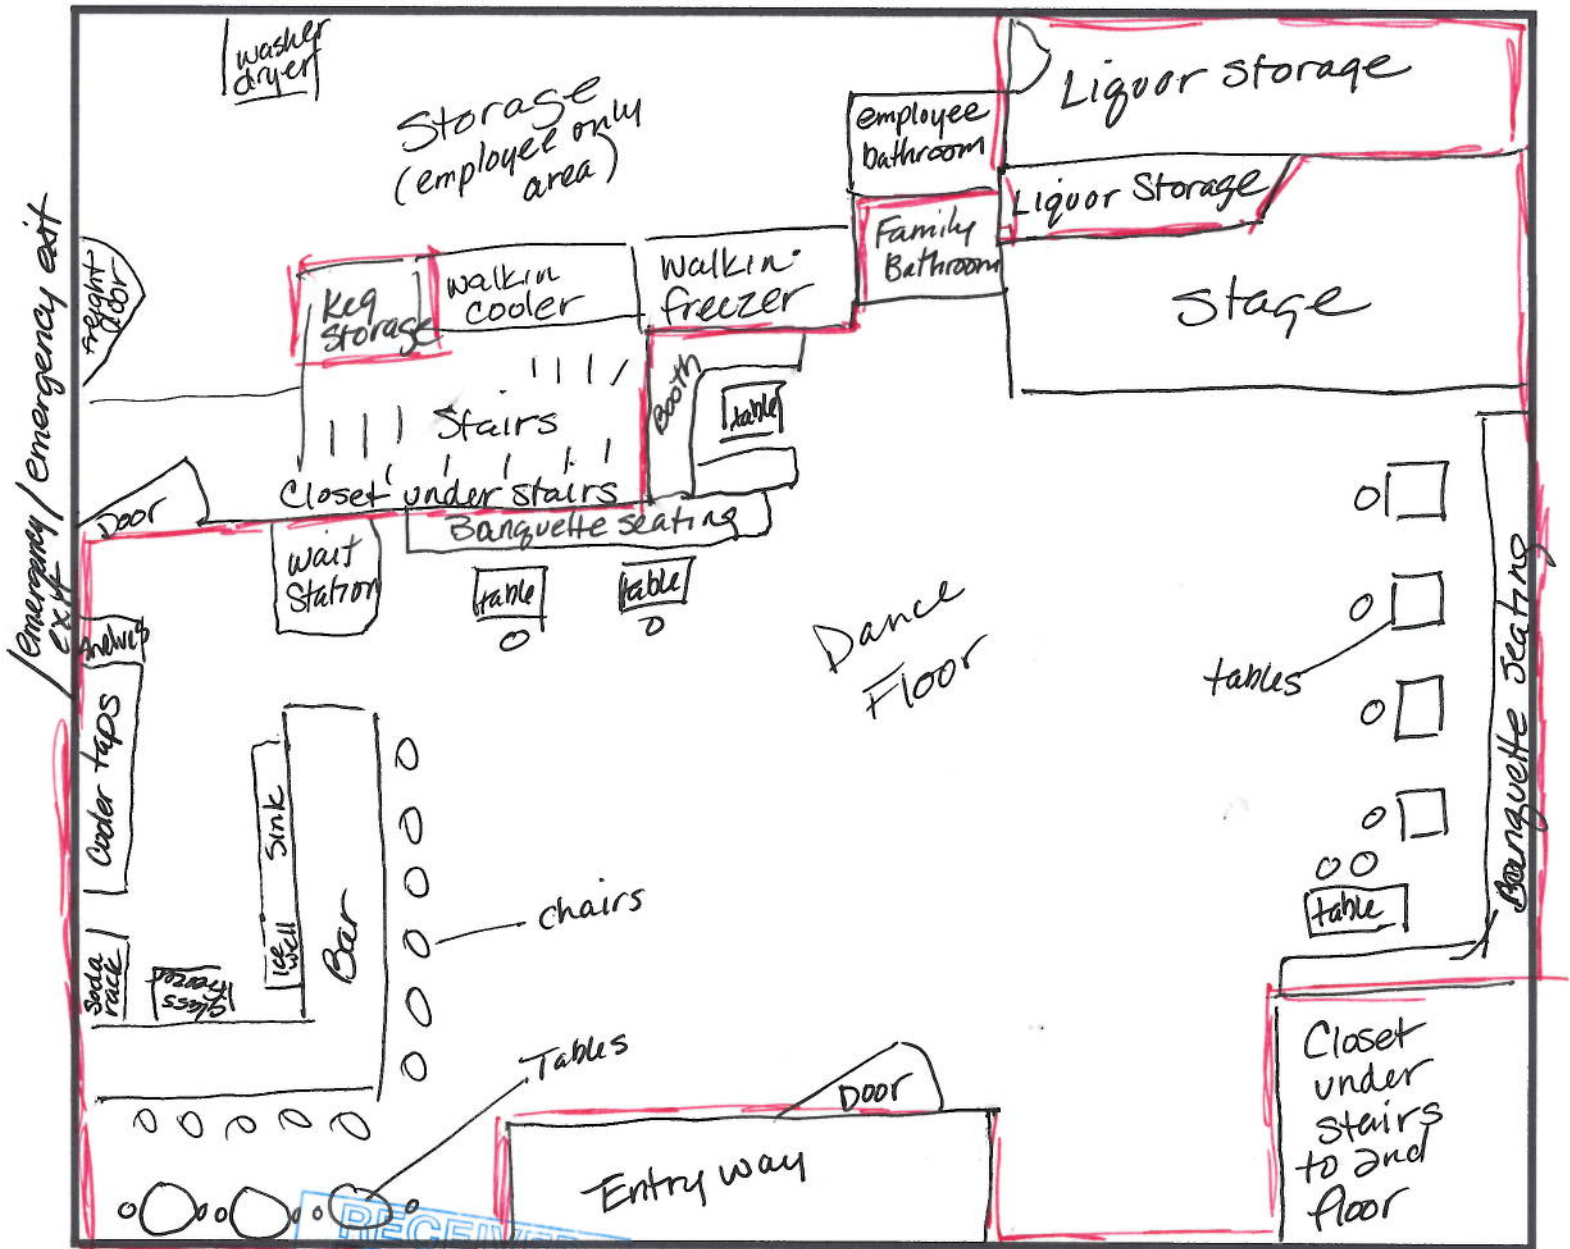 washer
dryer
Storage
(employee only
area)
Liquor Storage
employee
bathroom
Liquor Storage
Family
Bathroom
Stage
/emergency exit
freight
door
Keg
Storage
Walkin
cooler
Walkin
freezer
Stairs
Booth
table
Closet under stairs
Door
Banquette seating
Wait
Station
table
table
/emergency
exit
Shelves
Dance
Floor
tables
Banquette Seating
Cooler taps
Sink
Ice
well
Bar
chairs
Soda
rack
Glass
Froster
table
Tables
Door
Entry way
Closet
under
stairs
to 2nd
floor
RECEIVED